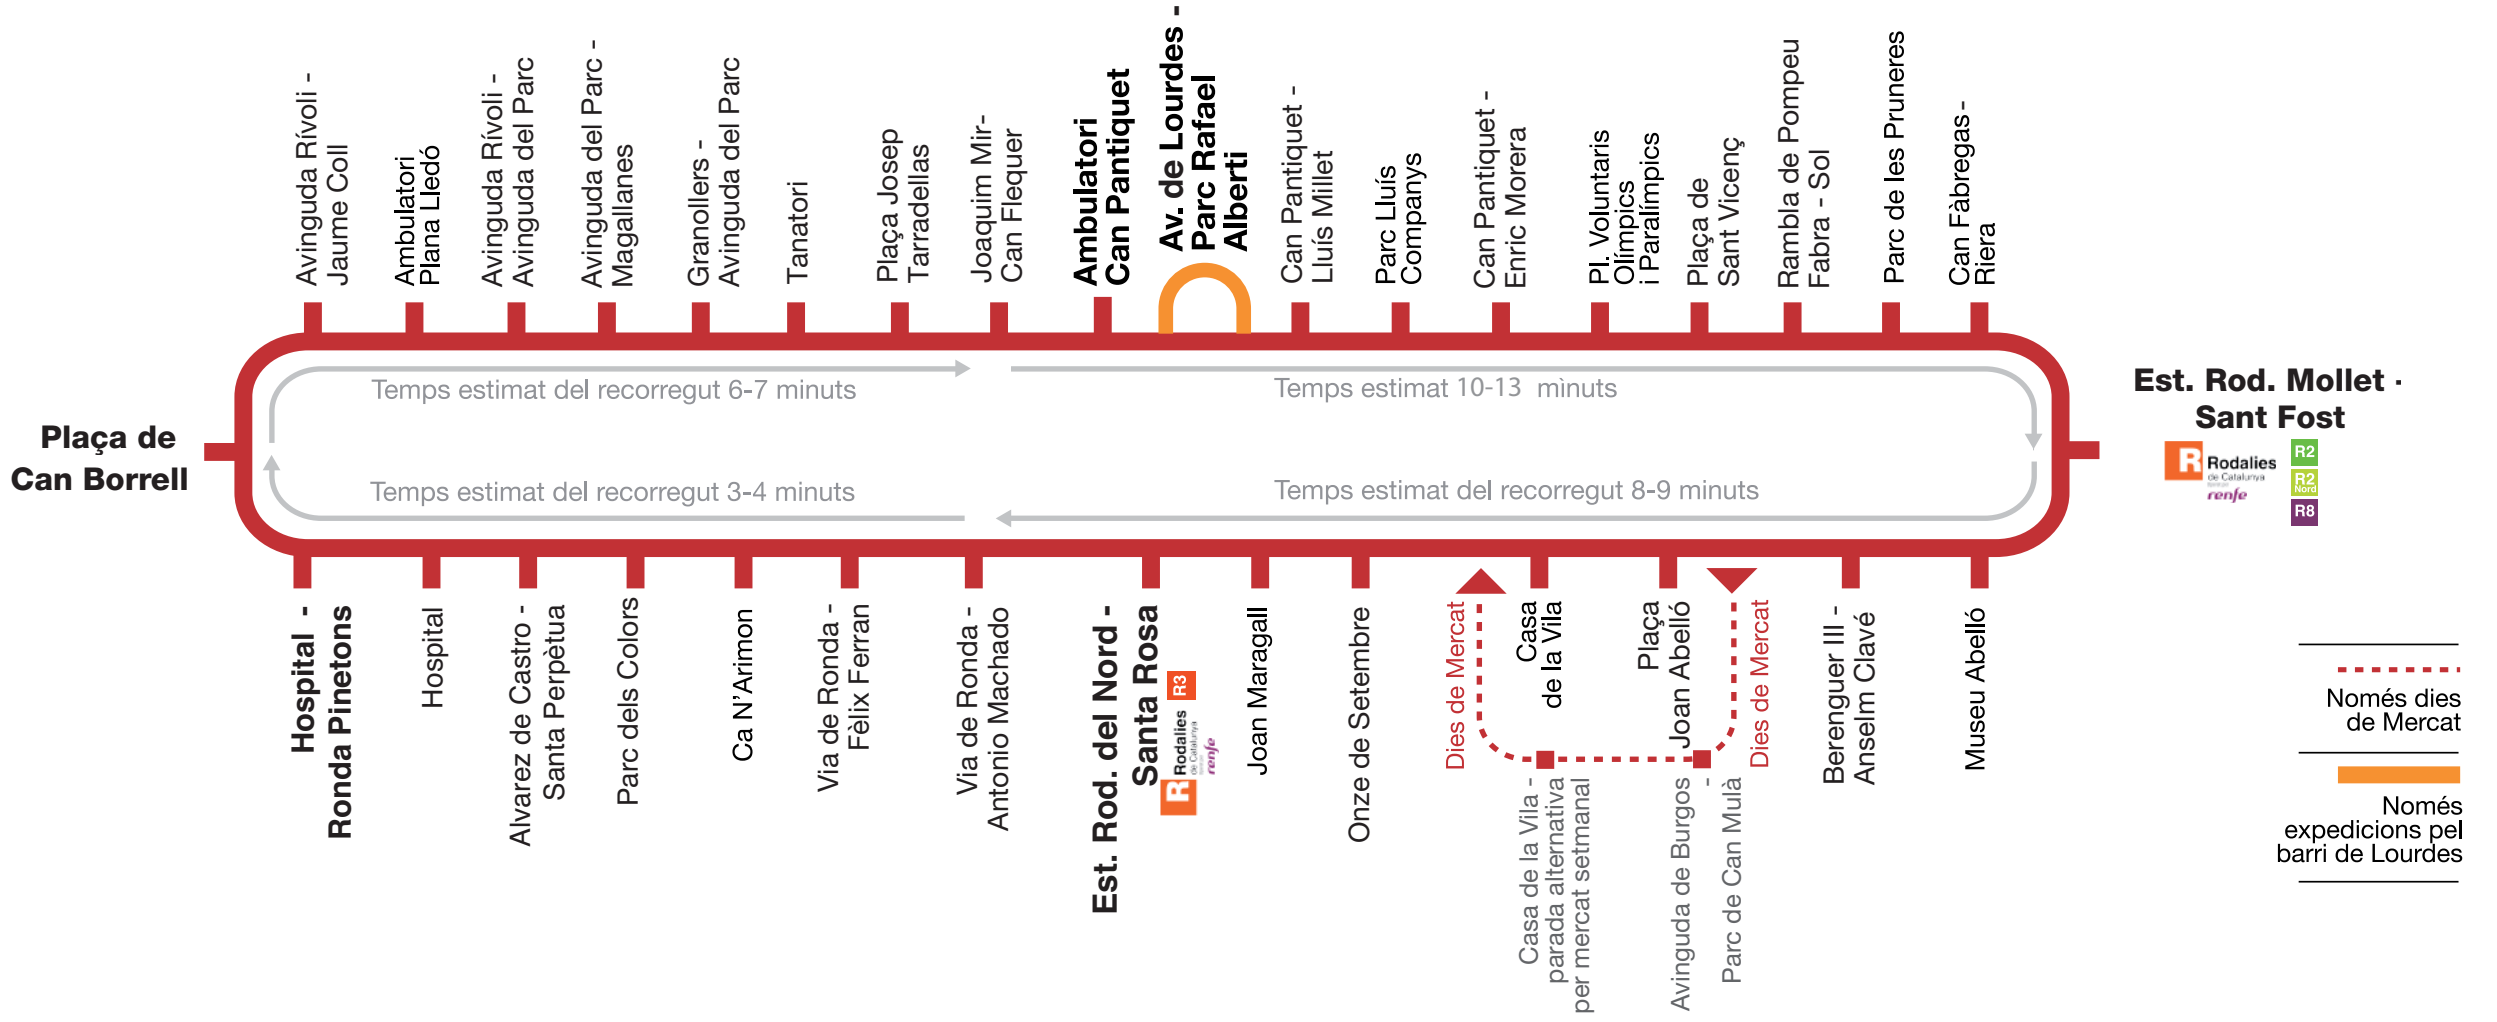 Avinguda Rívoli -
Jaume Coll
Ambulatori
Plana Lledó
Avinguda Rívoli -
Avinguda del Parc
Avinguda del Parc -
Magallanes
Granollers -
Avinguda del Parc
Tanatori
Plaça Josep
Tarradellas
Joaquim Mir-
Can Flequer
Ambulatori
Can Pantiquet
Av. de Lourdes -
Parc Rafael
Alberti
Can Pantiquet -
Lluís Millet
Parc Lluís
Companys
Can Pantiquet -
Enric Morera
Pl. Voluntaris
Olímpics
i Paralímpics
Plaça de
Sant Vicenç
Rambla de Pompeu
Fabra - Sol
Parc de les Pruneres
Can Fàbregas-
Riera
Temps estimat del recorregut 6-7 minuts
Temps estimat 10-13 mìnuts
Plaça de
Can Borrell
Est. Rod. Mollet ·
Sant Fost
R Rodalies
de Catalunya
renfe
R2
R2
Nord
R8
Temps estimat del recorregut 3-4 minuts
Temps estimat del recorregut 8-9 minuts
Hospital -
Ronda Pinetons
Hospital
Alvarez de Castro -
Santa Perpètua
Parc dels Colors
Ca N' Arimon
Via de Ronda -
Fèlix Ferran
Via de Ronda -
Antonio Machado
Est. Rod. del Nord -
Santa Rosa
R Rodalies
de Catalunya
renfe
R3
Joan Maragall
Onze de Setembre
Dies de Mercat
Casa
de la Vila
Plaça
Joan Abelló
Dies de Mercat
Casa de la Vila -
parada alternativa
per mercat setmanal
Avinguda de Burgos
-
Parc de Can Mulà
Berenguer III -
Anselm Clavé
Museu Abelló
Només dies
de Mercat
Només
expedicions pel
barri de Lourdes